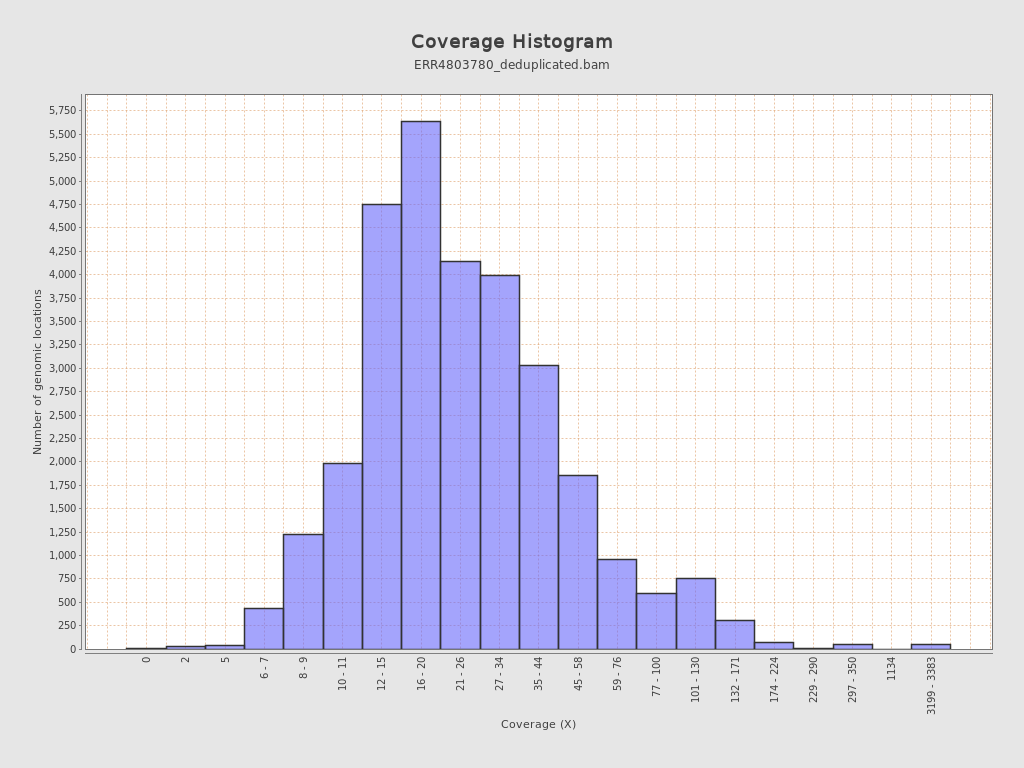 Coverage Histogram
ERR4803780_deduplicated.bam
Number of genomic locations
5,750
5,500
5,250
5,000
4,750
4,500
4,250
4,000
3,750
3,500
3,250
3,000
2,750
2,500
2,250
2,000
1,750
1,500
1,250
1,000
750
500
250
0
0
2
5
6 - 7
8 - 9
10 - 11
12 - 15
16 - 20
21 - 26
27 - 34
35 - 44
45 - 58
59 - 76
77 - 100
101 - 130
132 - 171
174 - 224
229 - 290
297 - 350
1134
3199 - 3383
Coverage (X)